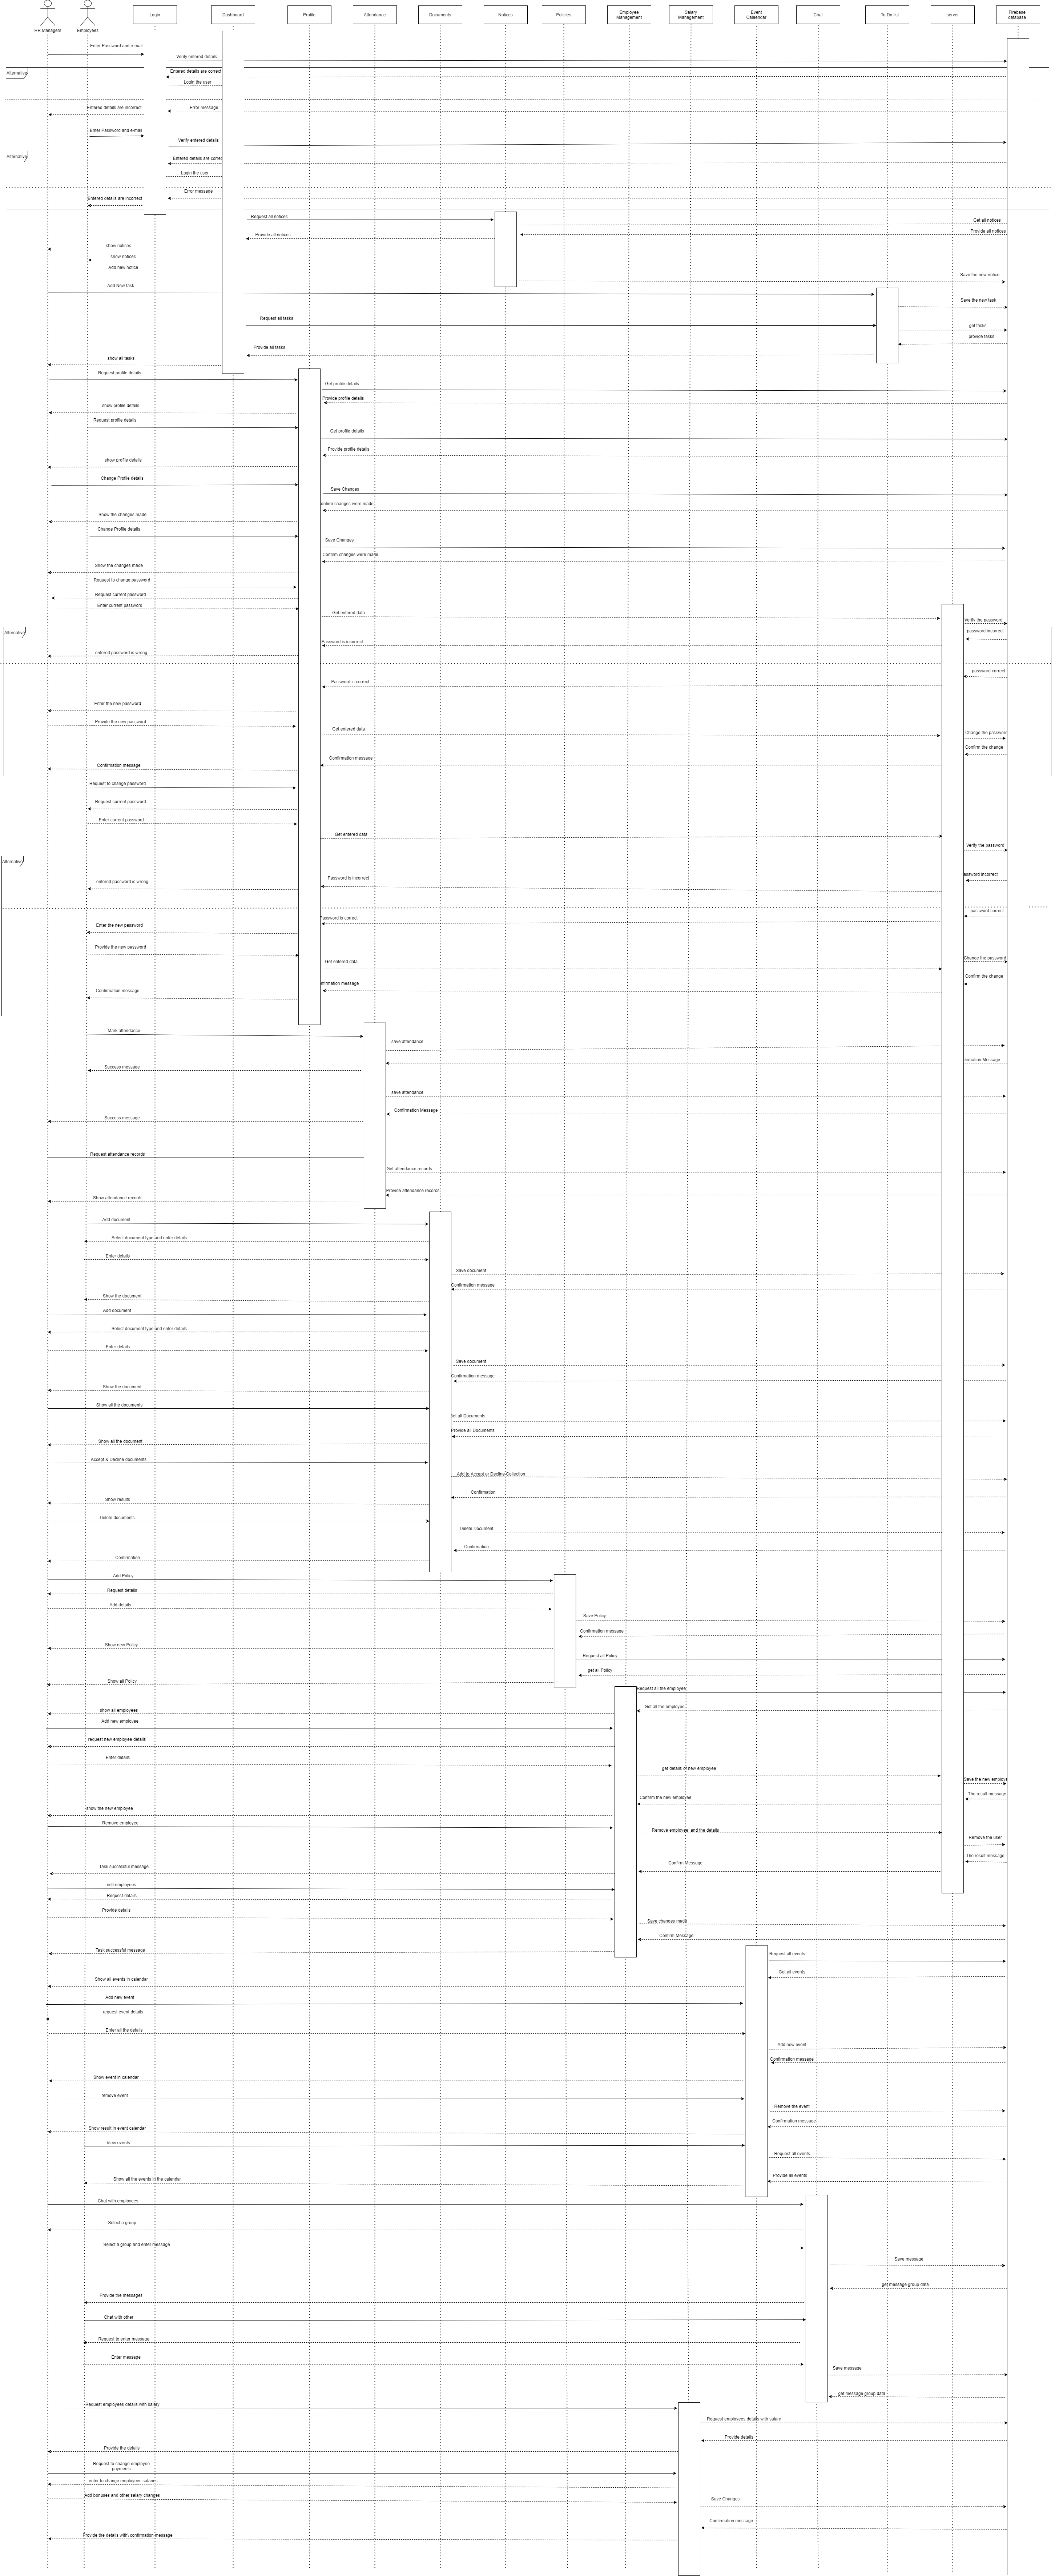 HR Managers
Employees
Login
Dashboard
Profile
Attendance
Documents
Notices
Policies
Employee
Management
Salary
Management
Event
Calaendar
Chat
To Do list
server
Firebase
database
Enter Password and e-mail
Verify entered details
Alternative
Entered details are correct
Login the user
Entered details are incorrect
Error message
Enter Password and e-mail
Verify entered details
Alternative
Entered details are correc
Login the user
Error message
Entered details are incorrect
Request all notices
Get all notices
Provide all notices
Provide all notices
show notices
show notices
Add new notice
Save the new notice
Add New task
Save the new task
Request all tasks
get tasks
provide tasks
Provide all tasks
show all tasks
Request profile details
Get profile details
Provide profile details
show profile details
Request profile details
Get profile details
Provide profile details
show profile details
Change Profile details
Save Changes
onfirm changes were made
Show the changes made
Change Profile details
Save Changes
Confirm changes were made
Show the changes made
Request to change password
Request current password
Enter current password
Get entered data
Verify the password
Alternative
password incorrect
Password is incorrect
entered password is wrong
password correct
Password is correct
Enter the new password
Provide the new password
Get entered data
Change the password
Confirm the change
Confirmation message
Confirmation message
Request to change password
Request current password
Enter current password
Get entered data
Verify the password
Alternative
assword incorrect
Password is incorrect
entered password is wrong
password correct
Password is correct
Enter the new password
Provide the new password
Get entered data
Change the password
Confirm the change
nfirmation message
Confirmation message
Mark attendance
save attendance
irmation Message
Success message
save attendance
Confirmation Message
Success message
Request attendance records
Get attendance records
Provide attendance records
Show attendance records
Add document
Select document type and enter details
Enter details
Save document
Confirmation message
Show the document
Add document
Select document type and enter details
Enter details
Save document
Confirmation message
Show the document
Show all the documents
et all Documents
Provide all Documents
Show all the document
Accept & Decline documents
Add to Accept or Decline Collection
Confirmation
Show results
Delete documents
Delete Document
Confirmation
Confirmation
Add Policy
Request details
Add details
Save Policy
Confirmation message
Show new Policy
Request all Policy
get all Policy
Show all Policy
Request all the employee
Get all the employee
show all employees
Add new employee
request new employee details
Enter details
get details of new employee
Save the new employe
The result message
Confirm the new employee
show the new employee
Remove employee
Remove employee and the details
Remove the user
The result message
Confirm Message
Task successful message
edit employees
Request details
Provide details
Save changes made
Confirm Message
Task successful message
Request all events
Get all events
Show all events in calendar
Add new event
request event details
Enter all the details
Add new event
Confirmation message
Show event in calendar
remove event
Remove the event
Confirmation message
Show result in event calendar
View events
Request all events
Provide all events
Show all the events in the calendar
Chat with employees
Select a group
Select a group and enter message
Save message
get message group data
Provide the messages
Chat with other
Request to enter message
Enter message
Save message
get message group data
Request employees details with salary
Request employees details with salary
Provide details
Provide the details
Request to change employee
payments
enter to change employees salaries
Add bonuses and other salary changes
Save Changes
Confirmation message
Provide the details with confirmation message